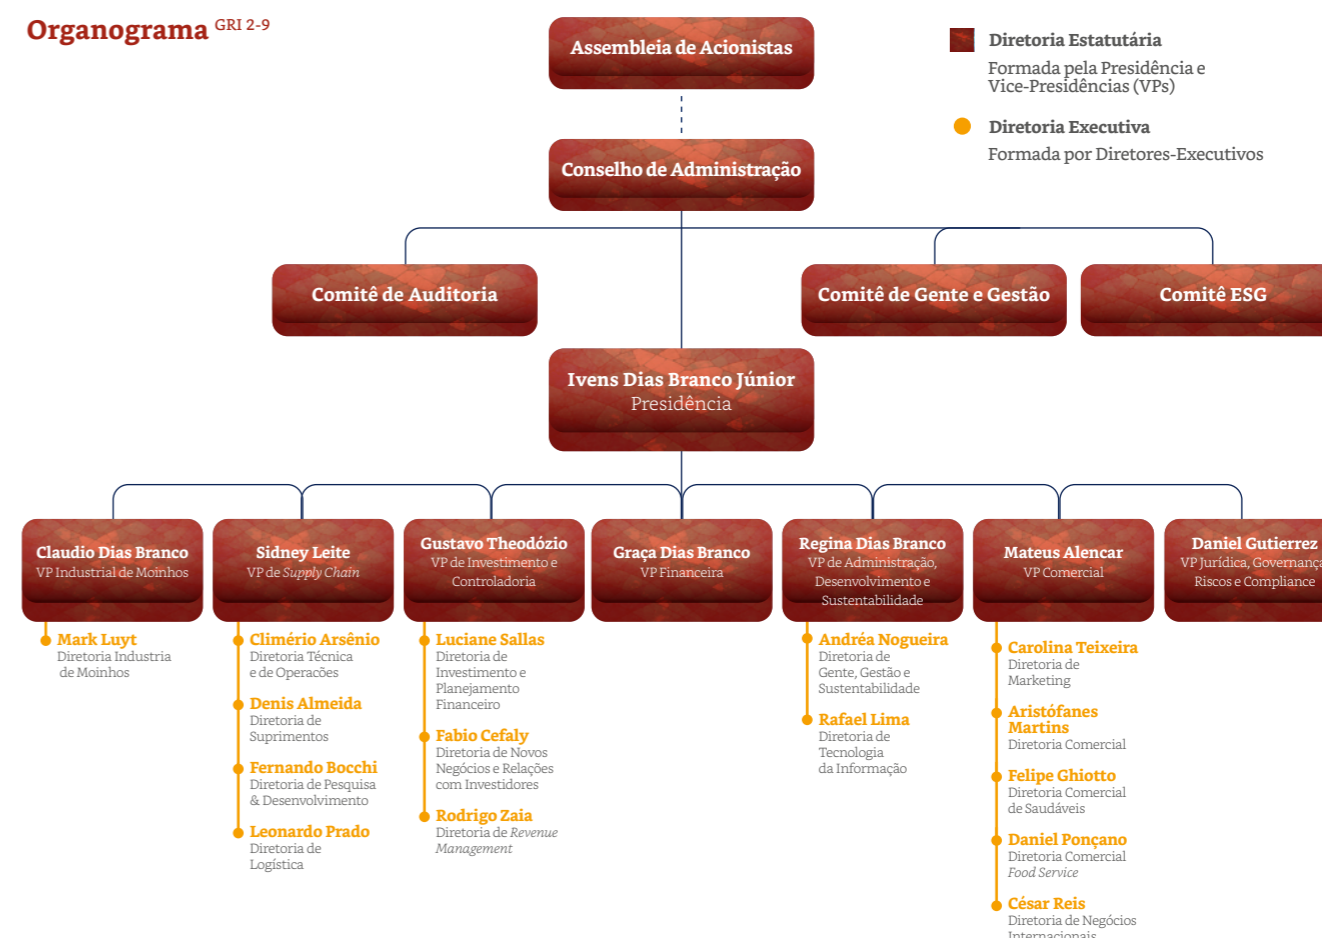 Organograma GRI 2-9
Assembleia de Acionistas
Diretoria Estatutária
Formada pela Presidência e
Vice-Presidências (VPs)
Diretoria Executiva
Formada por Diretores-Executivos
Conselho de Administração
Comitê de Auditoria
Comitê de Gente e Gestão
Comitê ESG
Ivens Dias Branco Júnior
Presidência
Claudio Dias Branco
VP Industrial de Moinhos
Mark Luyt
Diretoria Industria
de Moinhos
Sidney Leite
VP de Supply Chain
Climério Arsênio
Diretoria Técnica
e de Operacões
Denis Almeida
Diretoria de
Suprimentos
Fernando Bocchi
Diretoria de Pesquisa
& Desenvolvimento
Leonardo Prado
Diretoria de
Logística
Gustavo Theodózio
VP de Investimento e
Controladoria
Luciane Sallas
Diretoria de
Investimento e
Planejamento
Financeiro
Fabio Cefaly
Diretoria de Novos
Negócios e Relações
com Investidores
Rodrigo Zaia
Diretoria de Revenue
Management
Graça Dias Branco
VP Financeira
Regina Dias Branco
VP de Administração,
Desenvolvimento e
Sustentabilidade
Andréa Nogueira
Diretoria de
Gente, Gestão e
Sustentabilidade
Rafael Lima
Diretoria de
Tecnologia
da Informação
Mateus Alencar
VP Comercial
Carolina Teixeira
Diretoria de
Marketing
Aristófanes
Martins
Diretoria Comercial
Felipe Ghiotto
Diretoria Comercial
de Saudáveis
Daniel Ponçano
Diretoria Comercial
Food Service
César Reis
Diretoria de Negócios
Internacionais
Daniel Gutierrez
VP Jurídica, Governança
Riscos e Compliance